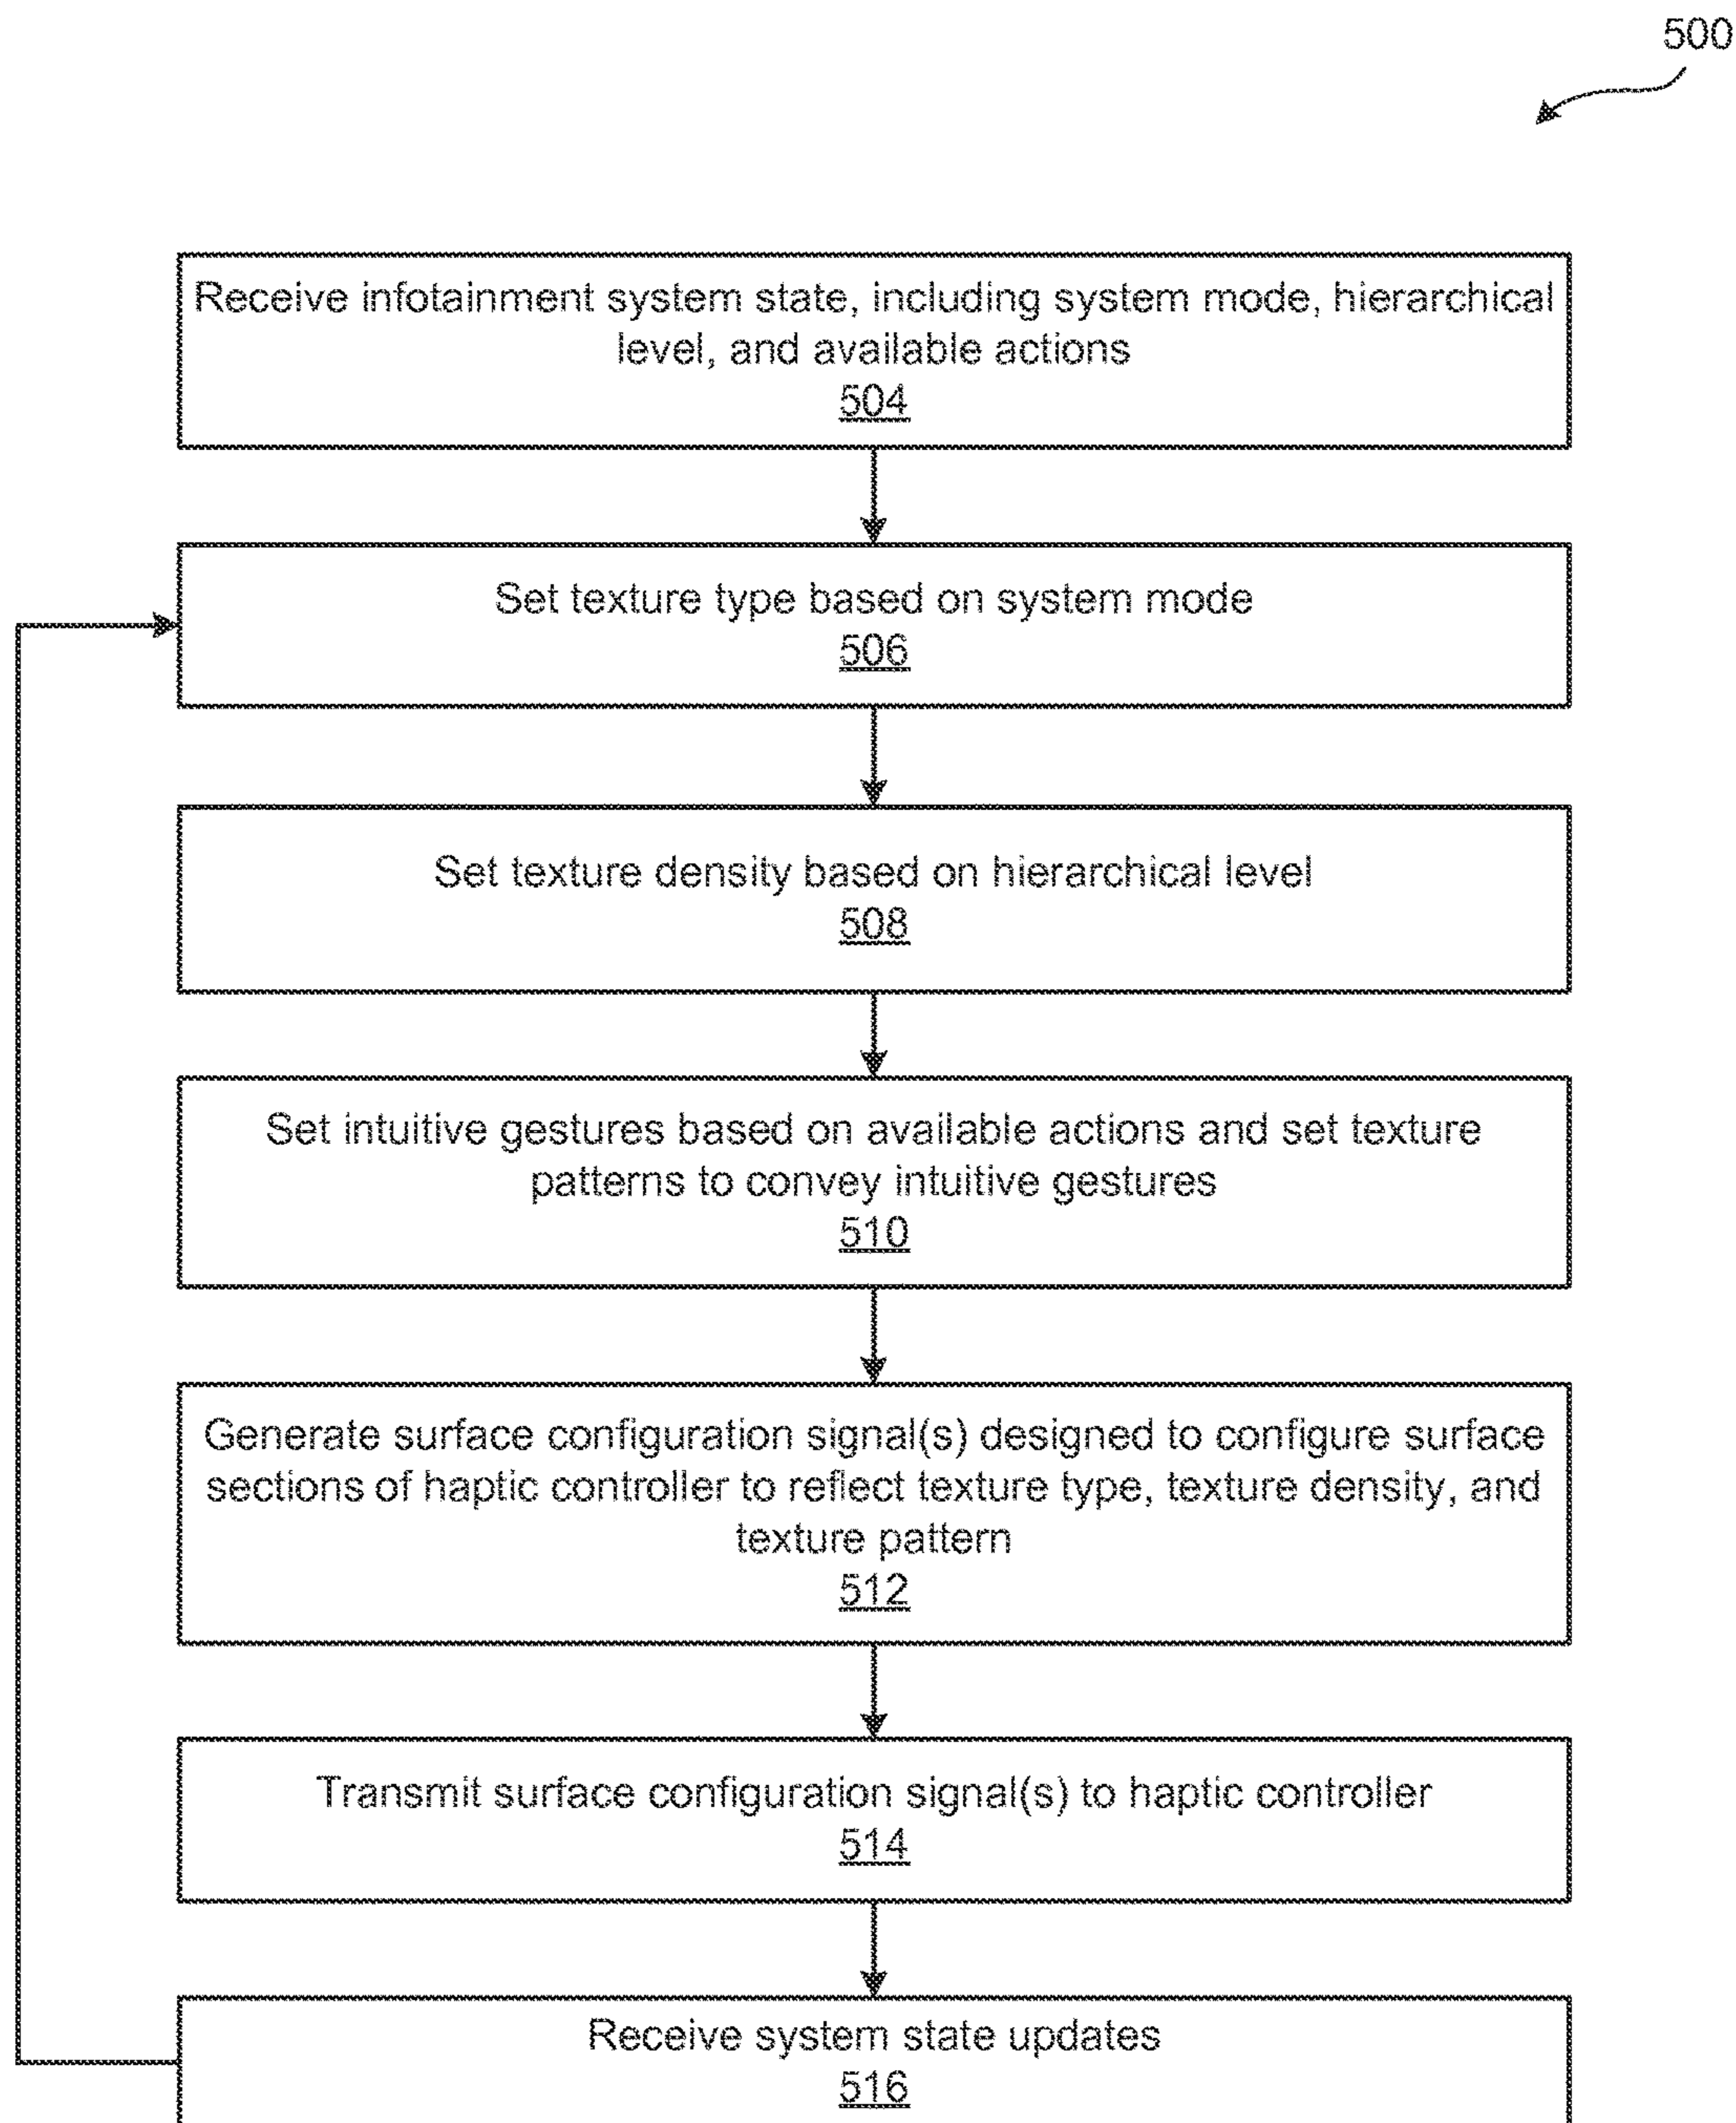 500
Receive infotainment system state, including system mode, hierarchical
level, and available actions
504
Set texture type based on system mode
506
Set texture density based on hierarchical level
508
Set intuitive gestures based on available actions and set texture
patterns to convey intuitive gestures
510
Generate surface configuration signal(s) designed to configure surface
sections of haptic controller to reflect texture type, texture density, and
texture pattern
512
Transmit surface configuration signal(s) to haptic controller
514
Receive system state updates
516